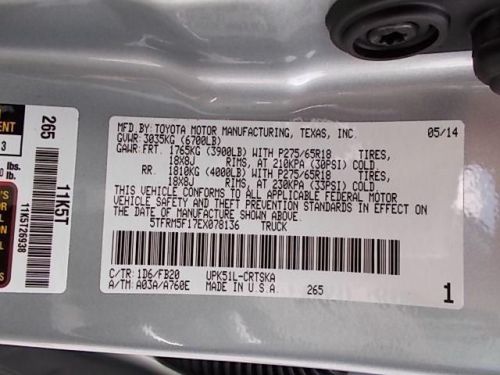 MFD.BY: TOYOTA MOTOR MANUFACTURING, TEXAS, INC. 05/14
GVWR: 3035KG (6700LB)
GAWR: FRT. 1765KG (3900LB) WITH P275/65R18 TIRES,
18X8J RIMS, AT 210KPA (30PSI) COLD
RR. 1810KG (4000LB) WITH P275/65R18 TIRES,
18X8J RIMS, AT 230KPA (33PSI) COLD
THIS VEHICLE CONFORMS TO ALL APPLICABLE FEDERAL MOTOR
VEHICLE SAFETY AND THEFT PREVENTION STANDARDS IN EFFECT ON
THE DATE OF MANUFACTURE SHOWN ABOVE.
5TFRM5F17EX078136 TRUCK
C/TR: 1D6/FB20 UPK51L-CRTSKA
A/TM: A03A/A760E MADE IN U.S.A. 265 1
265
11K5T
11K5T26938
3
lbs.
lb.